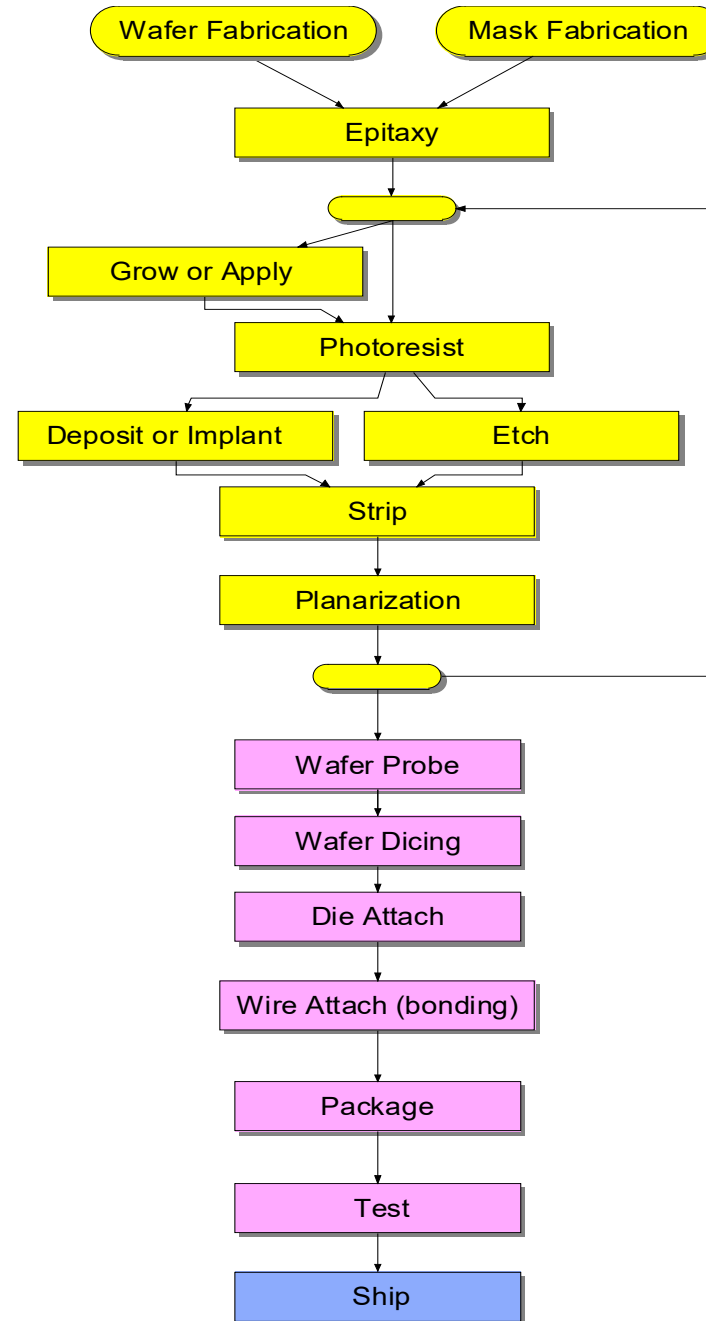 Wafer Fabrication
Mask Fabrication
Epitaxy
Grow or Apply
Photoresist
Deposit or Implant
Etch
Strip
Planarization
Wafer Probe
Wafer Dicing
Die Attach
Wire Attach (bonding)
Package
Test
Ship